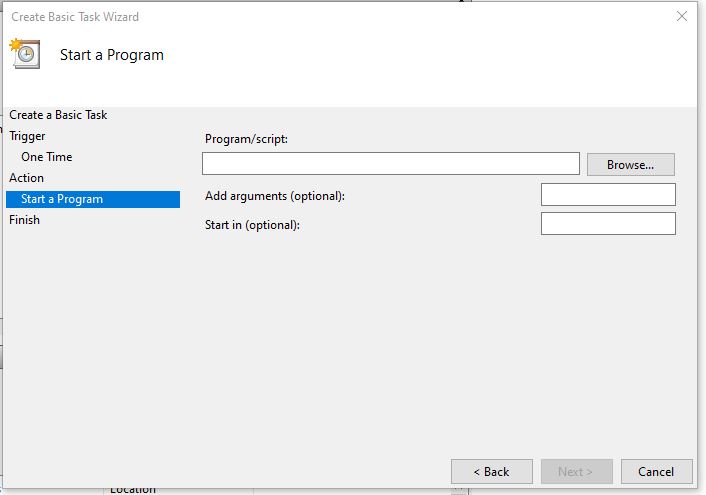 Create Basic Task Wizard
Start a Program
Create a Basic Task
Trigger
One Time
Action
Start a Program
Finish
Program/script:
Browse...
Add arguments (optional):
Start in (optional):
< Back
Next >
Cancel
Location